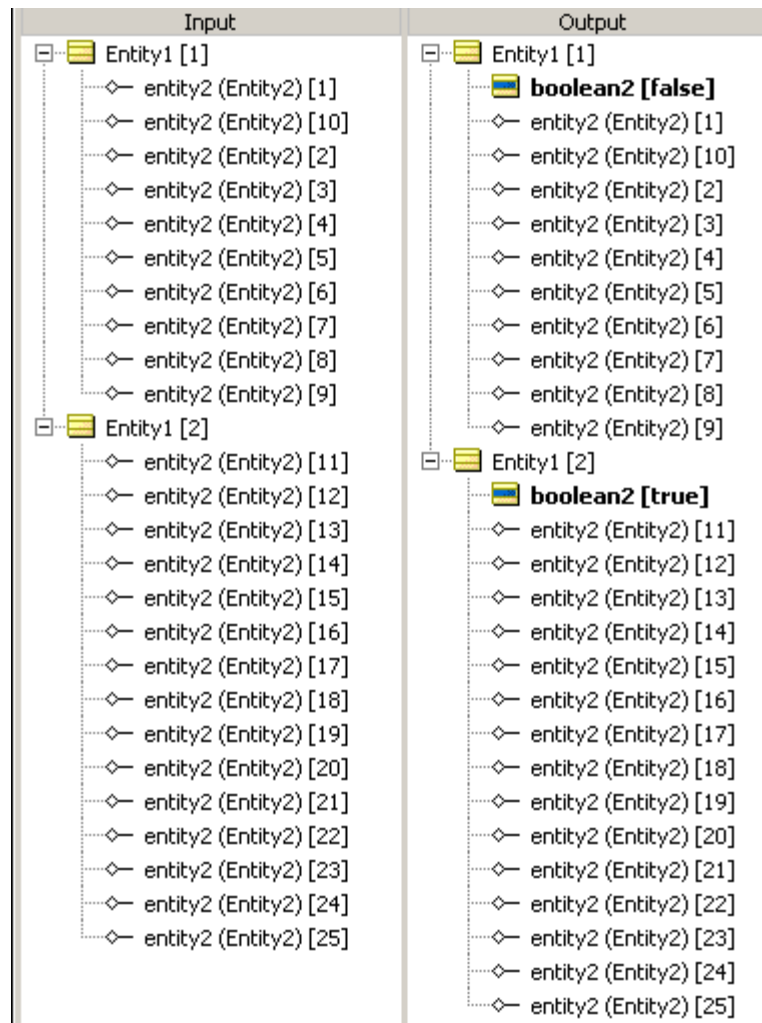 Input
Entity1 [1]
entity2 (Entity2) [1]
entity2 (Entity2) [10]
entity2 (Entity2) [2]
entity2 (Entity2) [3]
entity2 (Entity2) [4]
entity2 (Entity2) [5]
entity2 (Entity2) [6]
entity2 (Entity2) [7]
entity2 (Entity2) [8]
entity2 (Entity2) [9]
Entity1 [2]
entity2 (Entity2) [11]
entity2 (Entity2) [12]
entity2 (Entity2) [13]
entity2 (Entity2) [14]
entity2 (Entity2) [15]
entity2 (Entity2) [16]
entity2 (Entity2) [17]
entity2 (Entity2) [18]
entity2 (Entity2) [19]
entity2 (Entity2) [20]
entity2 (Entity2) [21]
entity2 (Entity2) [22]
entity2 (Entity2) [23]
entity2 (Entity2) [24]
entity2 (Entity2) [25]
Output
Entity1 [1]
boolean2 [false]
entity2 (Entity2) [1]
entity2 (Entity2) [10]
entity2 (Entity2) [2]
entity2 (Entity2) [3]
entity2 (Entity2) [4]
entity2 (Entity2) [5]
entity2 (Entity2) [6]
entity2 (Entity2) [7]
entity2 (Entity2) [8]
entity2 (Entity2) [9]
Entity1 [2]
boolean2 [true]
entity2 (Entity2) [11]
entity2 (Entity2) [12]
entity2 (Entity2) [13]
entity2 (Entity2) [14]
entity2 (Entity2) [15]
entity2 (Entity2) [16]
entity2 (Entity2) [17]
entity2 (Entity2) [18]
entity2 (Entity2) [19]
entity2 (Entity2) [20]
entity2 (Entity2) [21]
entity2 (Entity2) [22]
entity2 (Entity2) [23]
entity2 (Entity2) [24]
entity2 (Entity2) [25]